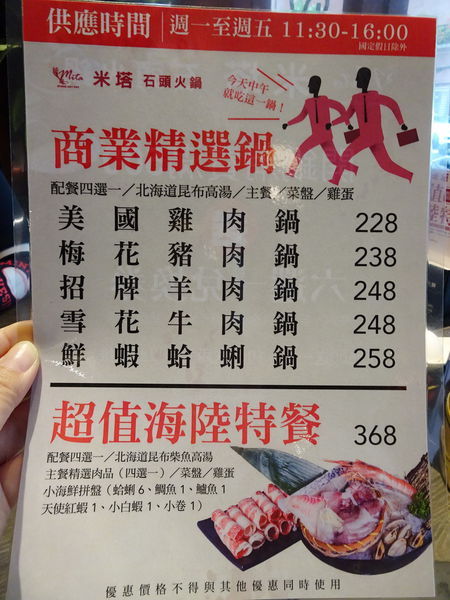 供應時間 週一至週五 11:30-16:00
國定假日除外
Mita 米塔 石頭火鍋
今天中午
就吃這一鍋！
商業精選鍋
配餐四選一／北海道昆布高湯／主餐／菜盤／雞蛋
美國雞肉鍋 228
梅花豬肉鍋 238
招牌羊肉鍋 248
雪花牛肉鍋 248
鮮蝦蛤蜊鍋 258
超值海陸特餐 368
配餐四選一／北海道昆布柴魚高湯
主餐精選肉品（四選一）／菜盤／雞蛋
小海鮮拼盤（蛤蜊6、鯛魚1、鱸魚1
天使紅蝦1、小白蝦1、小卷1）
優惠價格不得與其他優惠同時使用